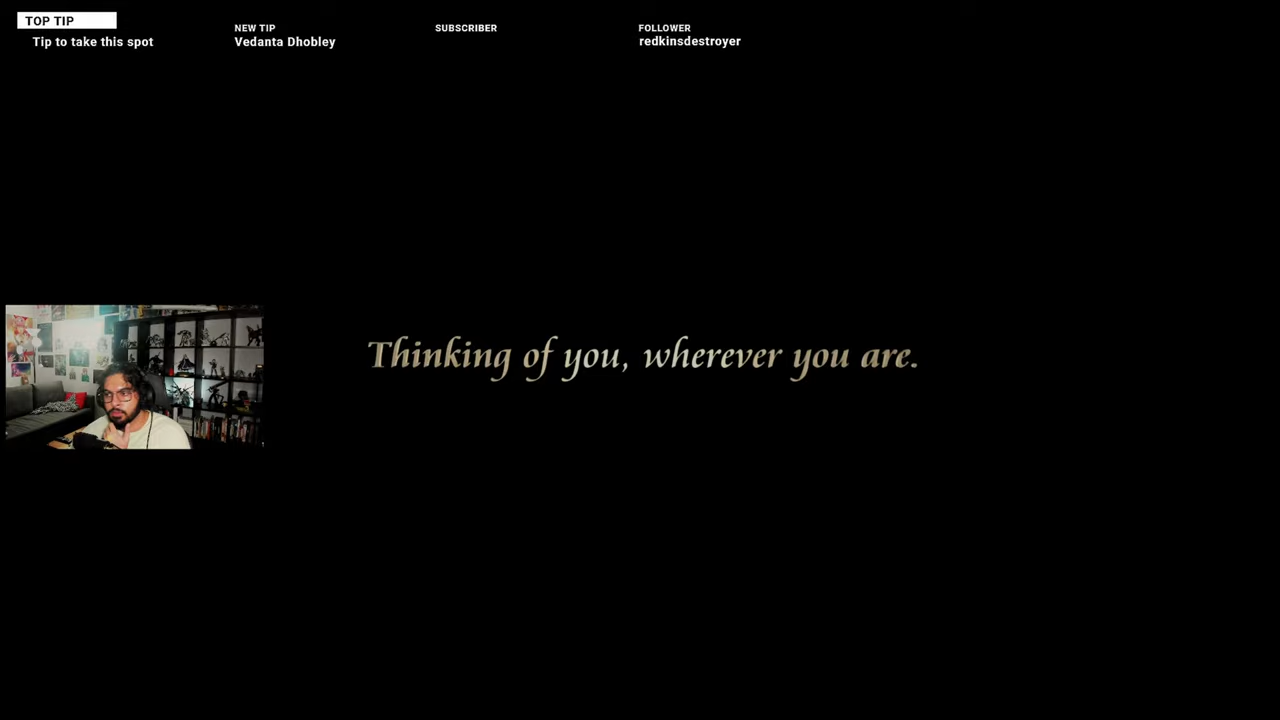 TOP TIP
Tip to take this spot
NEW TIP
Vedanta Dhobley
SUBSCRIBER
FOLLOWER
redkinsdestroyer
Thinking of you, wherever you are.